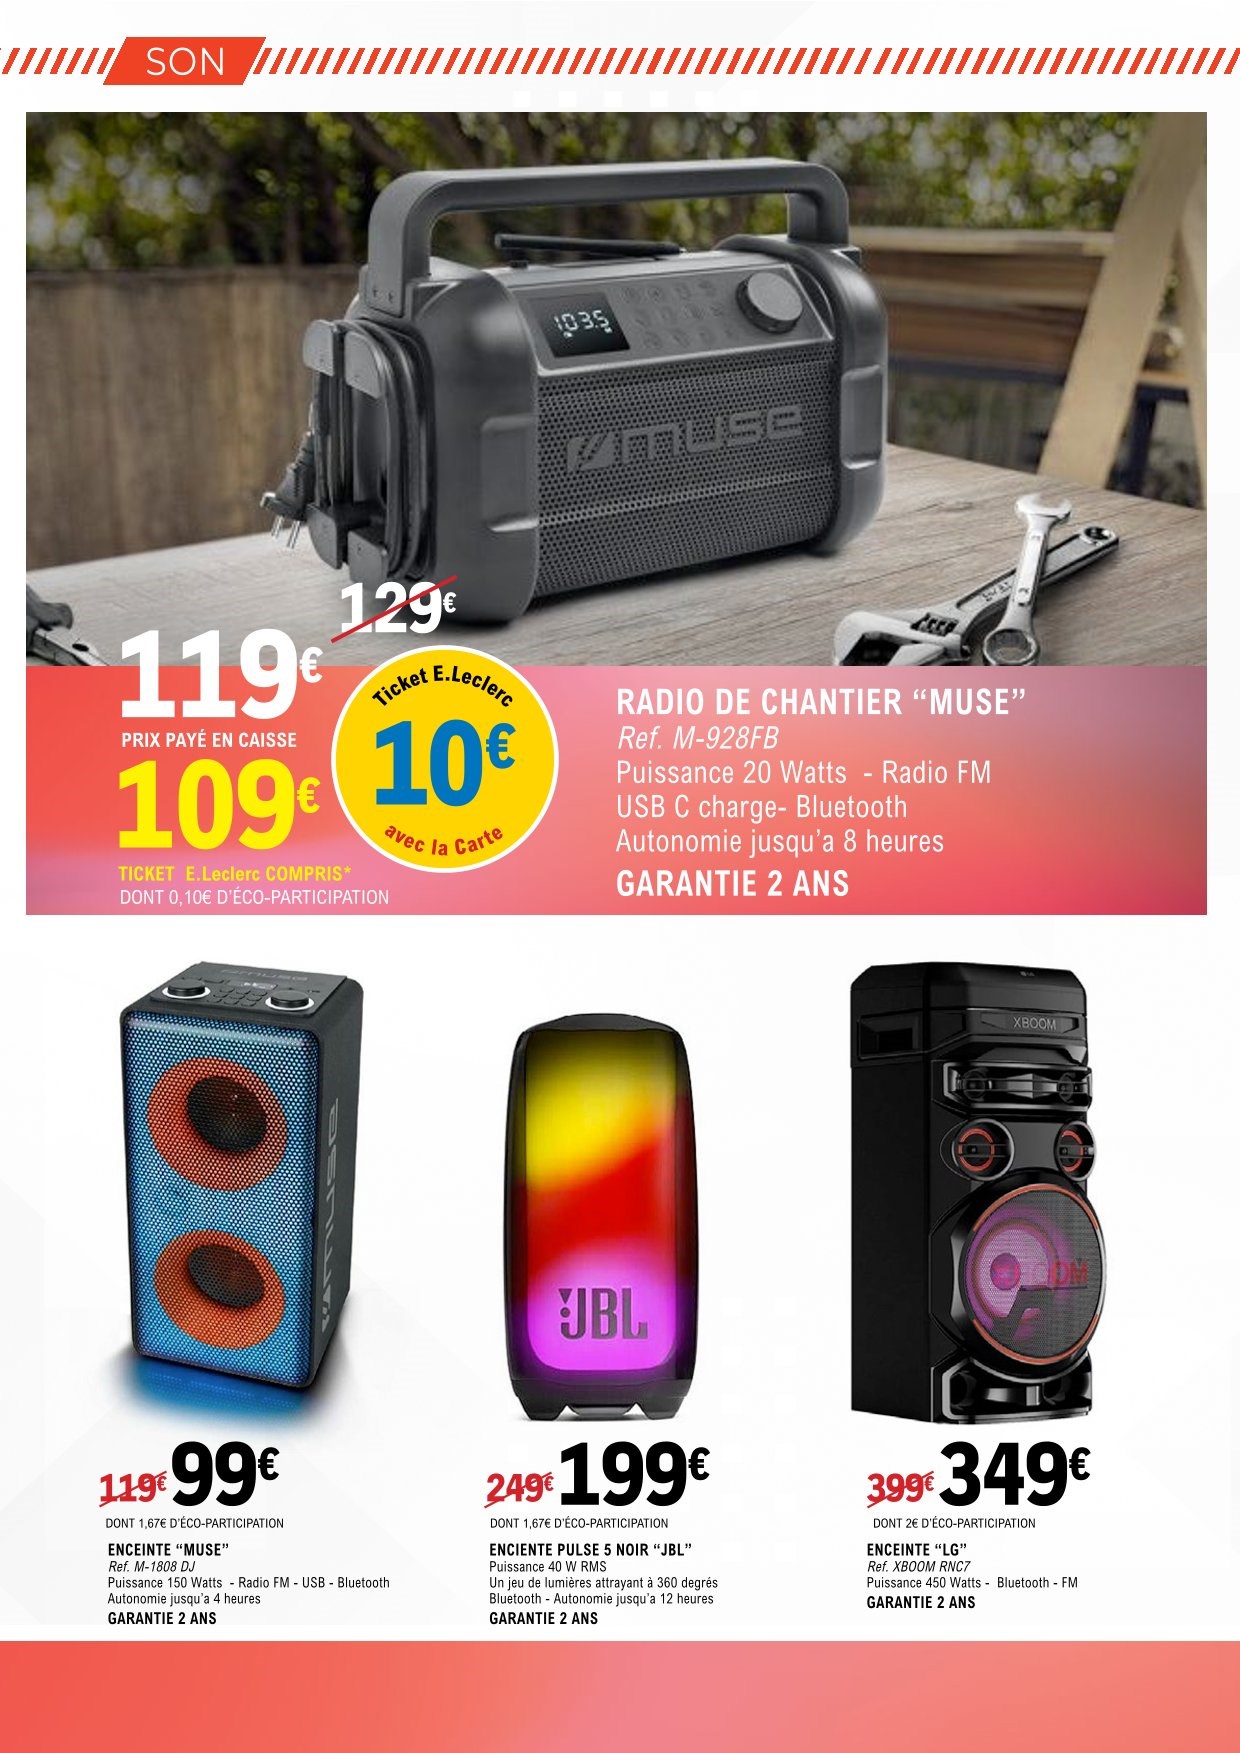 SON
103.5
muse
129€
119€
PRIX PAYÉ EN CAISSE
109€
TICKET E.Leclerc COMPRIS*
DONT 0,10€ D'ÉCO-PARTICIPATION
Ticket E.Leclerc
10€
avec la Carte
RADIO DE CHANTIER “MUSE”
Ref. M-928FB
Puissance 20 Watts - Radio FM
USB C charge- Bluetooth
Autonomie jusqu'a 8 heures
GARANTIE 2 ANS
muse
muse
JBL
LG
XBOOM
XBOOM
119€ 99€
DONT 1,67€ D'ÉCO-PARTICIPATION
ENCEINTE “MUSE”
Ref. M-1808 DJ
Puissance 150 Watts - Radio FM - USB - Bluetooth
Autonomie jusqu'a 4 heures
GARANTIE 2 ANS
249€ 199€
DONT 1,67€ D'ÉCO-PARTICIPATION
ENCIENTE PULSE 5 NOIR “JBL”
Puissance 40 W RMS
Un jeu de lumières attrayant à 360 degrés
Bluetooth - Autonomie jusqu'a 12 heures
GARANTIE 2 ANS
399€ 349€
DONT 2€ D'ÉCO-PARTICIPATION
ENCEINTE “LG”
Ref. XBOOM RNC7
Puissance 450 Watts - Bluetooth - FM
GARANTIE 2 ANS